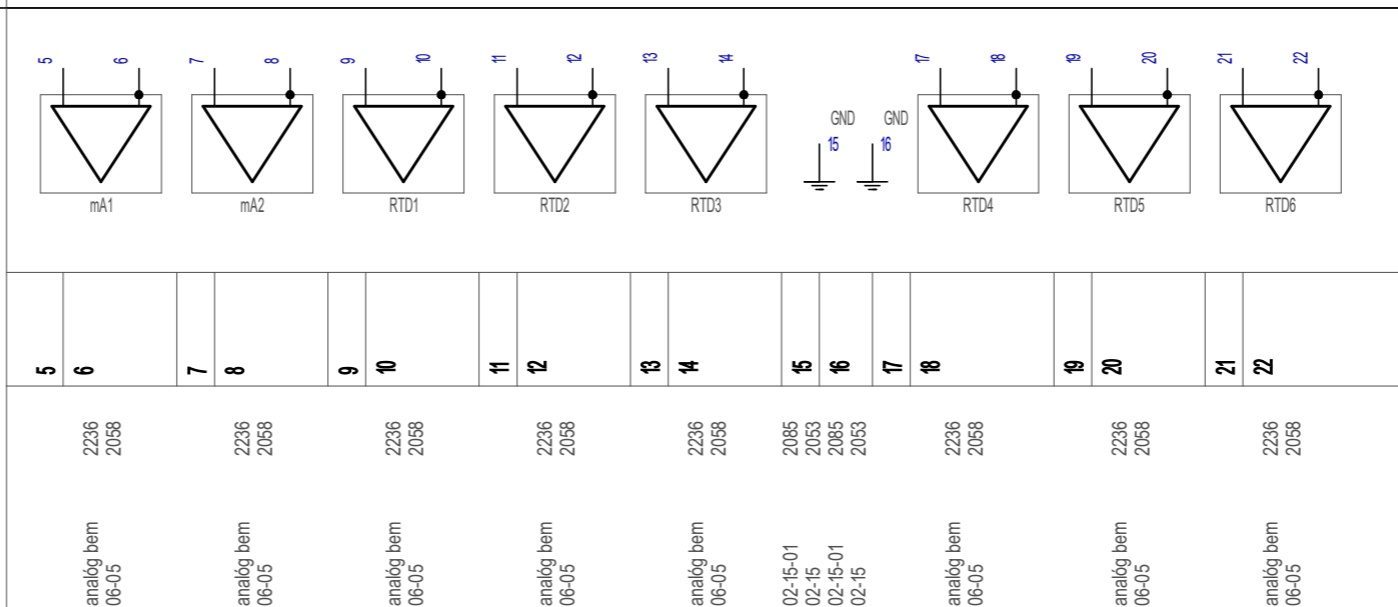 5 6 7 8 9 10 11 12 13 14 17 18 19 20 21 22
GND GND
15 16
mA1 mA2 RTD1 RTD2 RTD3 RTD4 RTD5 RTD6
5 6 7 8 9 10 11 12 13 14 15 16 17 18 19 20 21 22
2236 2236 2236 2236 2236 2085 2053 2085 2053 2236 2236 2236
2058 2058 2058 2058 2058 2058 2058 2058
analóg bem analóg bem analóg bem analóg bem analóg bem 02-15-01 02-15 02-15-01 02-15 analóg bem analóg bem analóg bem
06-05 06-05 06-05 06-05 06-05 06-05 06-05 06-05